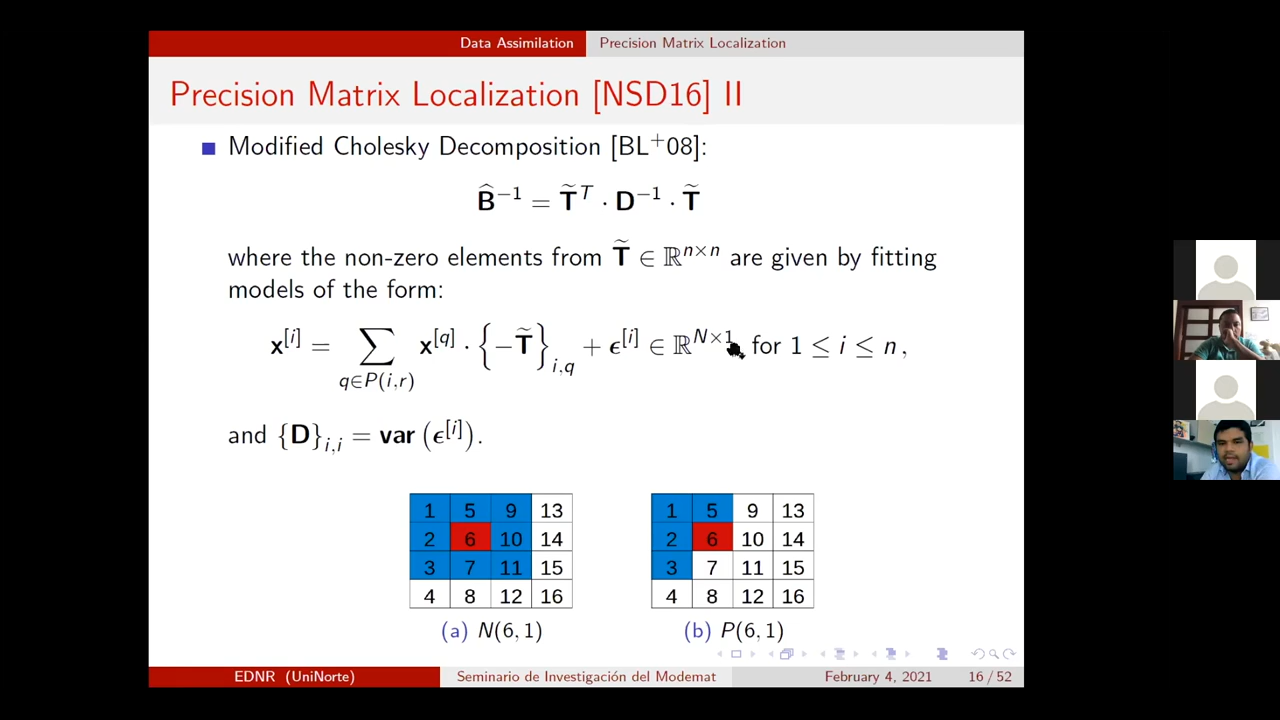 Data Assimilation Precision Matrix Localization
Precision Matrix Localization [NSD16] II
Modified Cholesky Decomposition [BL⁺08]:
B̂⁻¹ = T̃ᵀ · D⁻¹ · T̃
where the non-zero elements from T̃ ∈ ℝⁿˣⁿ are given by fitting
models of the form:
x^[i] = ∑_{q∈P(i,r)} x^[q] · {−T̃}_{i,q} + ϵ^[i] ∈ ℝ^{N×1}, for 1 ≤ i ≤ n ,
and {D}_{i,i} = var (ϵ^[i]).
1 5 9 13
2 6 10 14
3 7 11 15
4 8 12 16
(a) N(6, 1)
1 5 9 13
2 6 10 14
3 7 11 15
4 8 12 16
(b) P(6, 1)
EDNR (UniNorte) Seminario de Investigación del Modemat February 4, 2021 16 / 52